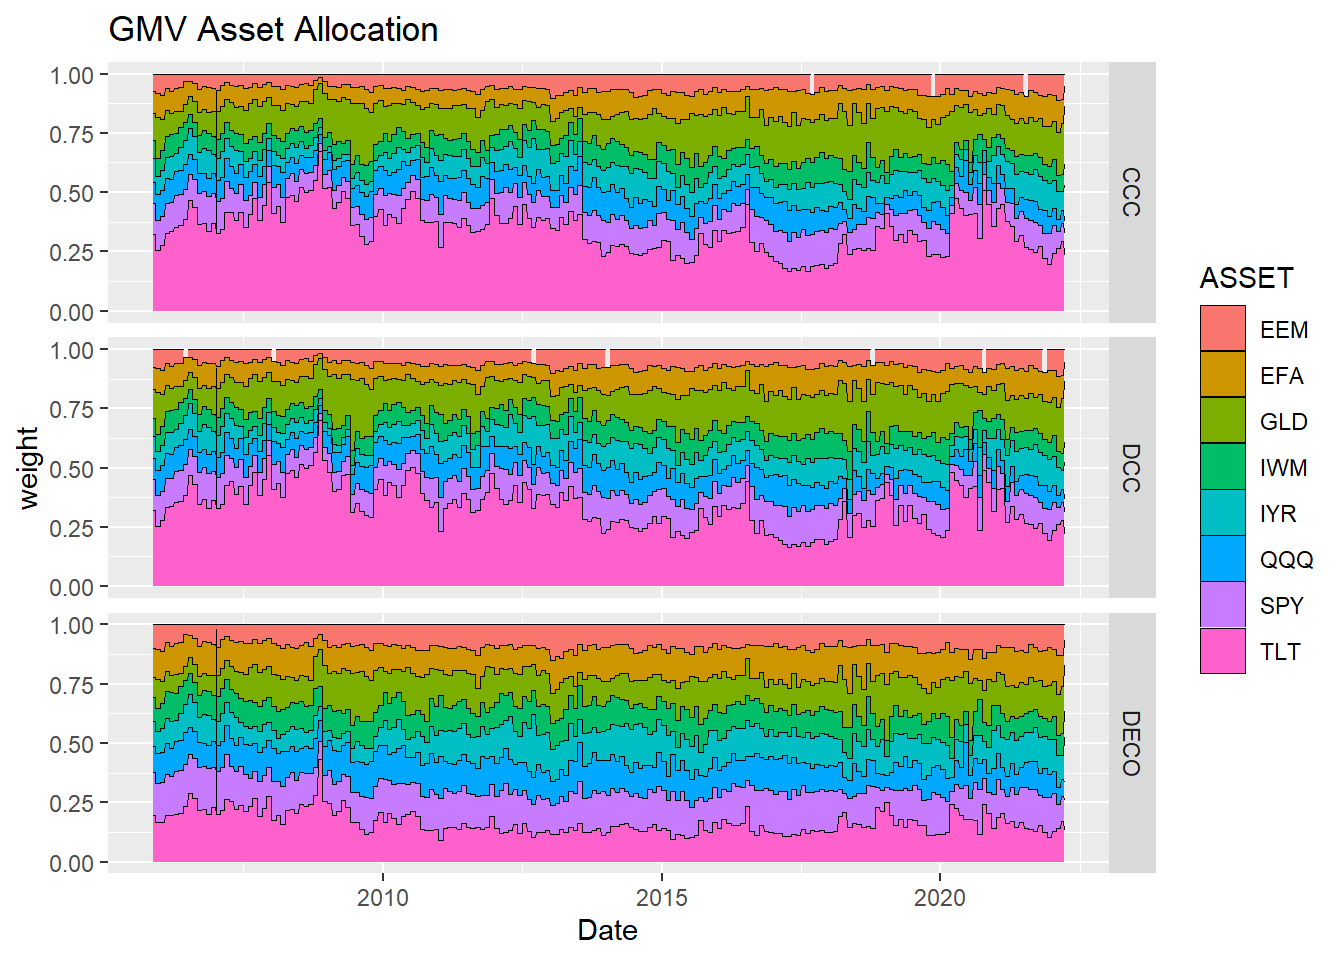 GMV Asset Allocation
1.00
0.75
0.50
0.25
0.00
CCC
1.00
0.75
0.50
0.25
0.00
DCC
1.00
0.75
0.50
0.25
0.00
DECO
weight
2010
2015
2020
Date
ASSET
EEM
EFA
GLD
IWM
IYR
QQQ
SPY
TLT